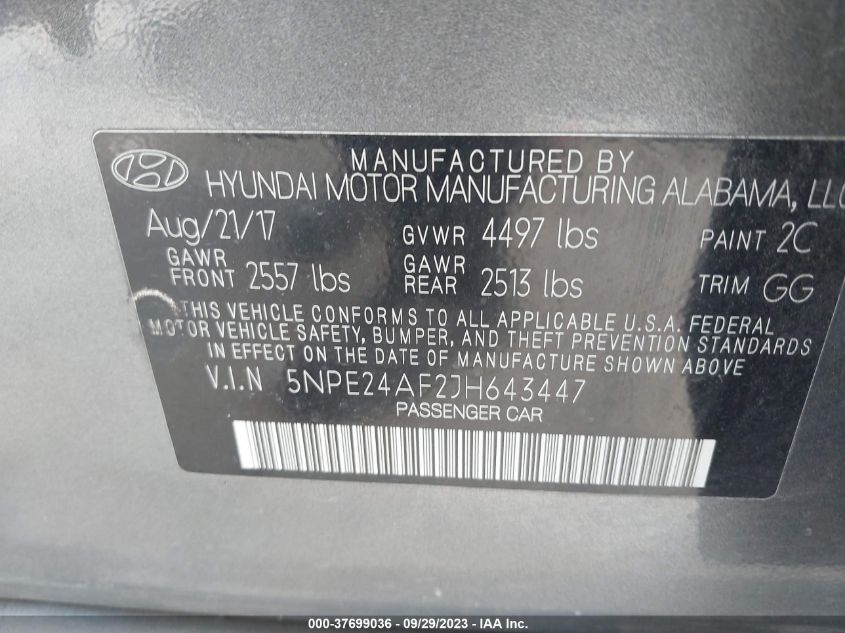 MANUFACTURED BY
HYUNDAI MOTOR MANUFACTURING ALABAMA, LLC
Aug/21/17 GVWR 4497 lbs PAINT 2C
GAWR FRONT 2557 lbs GAWR REAR 2513 lbs TRIM GG
THIS VEHICLE CONFORMS TO ALL APPLICABLE U.S.A. FEDERAL
MOTOR VEHICLE SAFETY, BUMPER, AND THEFT PREVENTION STANDARDS
IN EFFECT ON THE DATE OF MANUFACTURE SHOWN ABOVE
V.I.N 5NPE24AF2JH643447
PASSENGER CAR
000-37699036 - 09/29/2023 - IAA Inc.